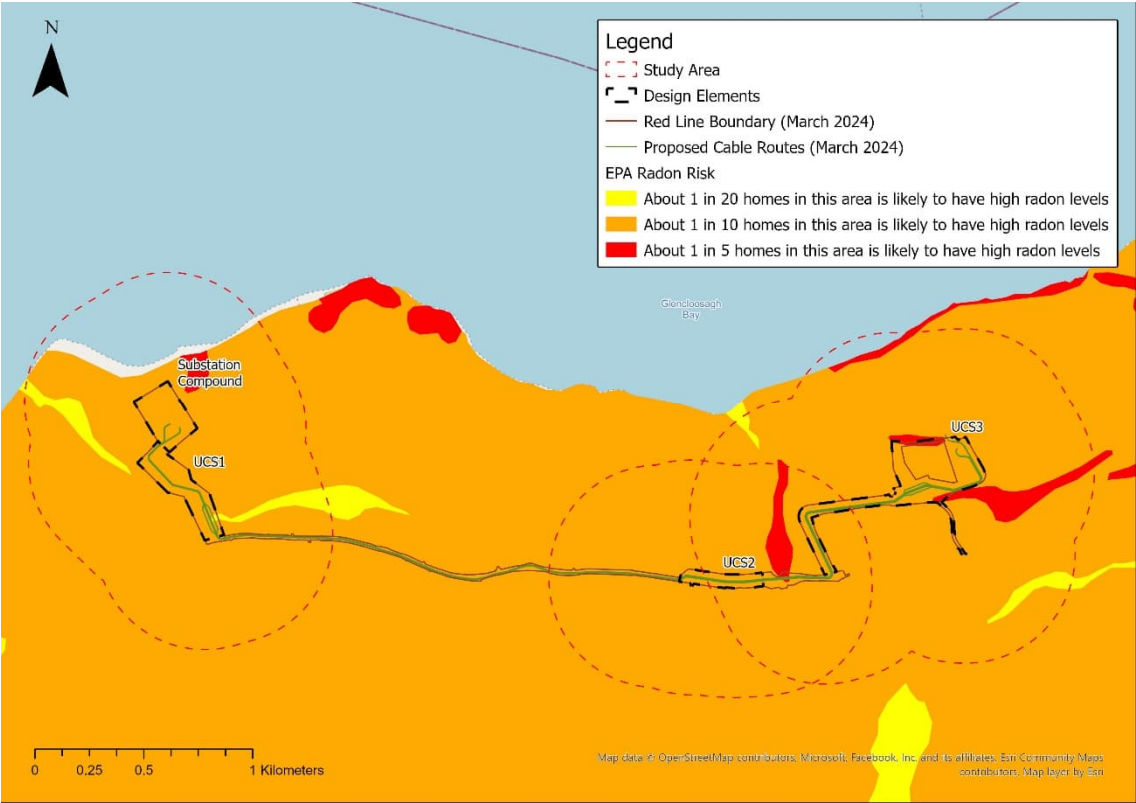 N
Legend
Study Area
Design Elements
Red Line Boundary (March 2024)
Proposed Cable Routes (March 2024)
EPA Radon Risk
About 1 in 20 homes in this area is likely to have high radon levels
About 1 in 10 homes in this area is likely to have high radon levels
About 1 in 5 homes in this area is likely to have high radon levels
Glencloosagh
Bay
Substation
Compound
UCS1
UCS3
UCS2
0 0.25 0.5 1 Kilometers
Map data © OpenStreetMap contributors, Microsoft, Facebook, Inc. and its affiliates, Esri Community Maps
contributors, Map layer by Esri